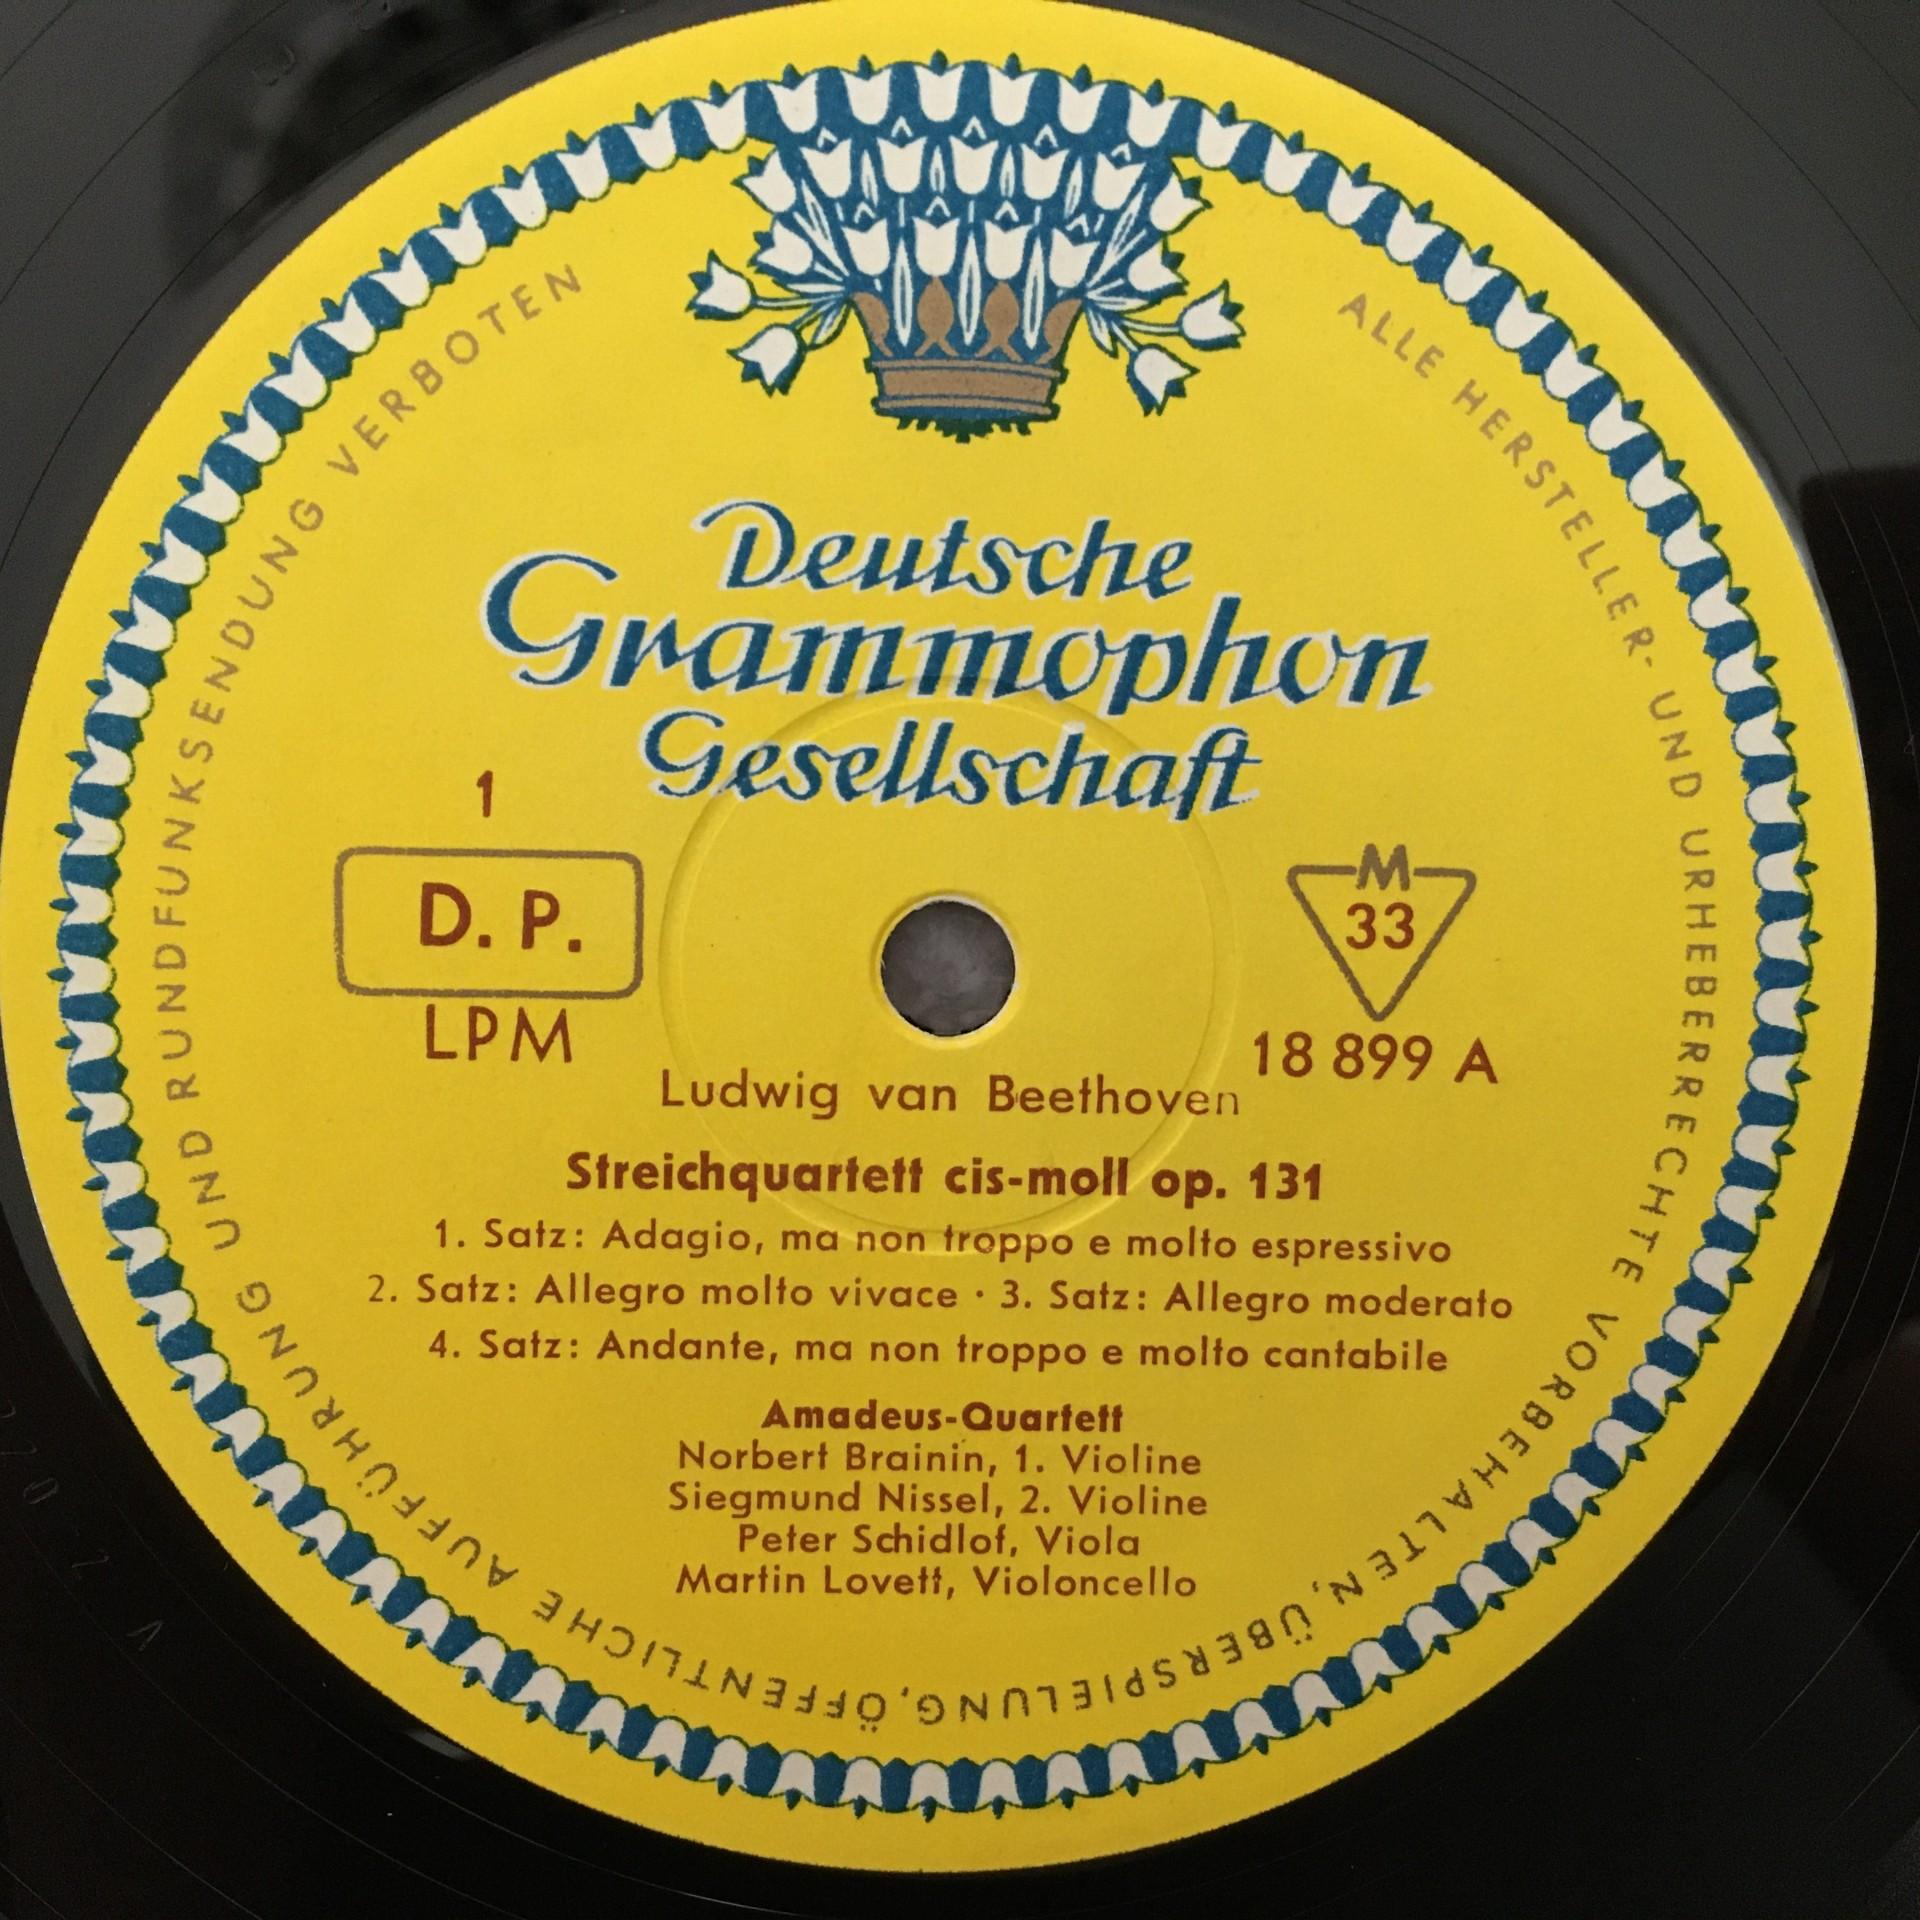 Deutsche
Grammophon
Gesellschaft
1
D. P.
LPM
M
33
18 899 A
Ludwig van Beethoven
Streichquartett cis-moll op. 131
1. Satz: Adagio, ma non troppo e molto espressivo
2. Satz: Allegro molto vivace · 3. Satz: Allegro moderato
4. Satz: Andante, ma non troppo e molto cantabile
Amadeus-Quartett
Norbert Brainin, 1. Violine
Siegmund Nissel, 2. Violine
Peter Schidlof, Viola
Martin Lovett, Violoncello
ALLE HERSTELLER- UND URHEBERRECHTE VORBEHALTEN, ÜBERSPIELUNG, ÖFFENTLICHE AUFFÜHRUNG UND RUNDFUNKSENDUNG VERBOTEN